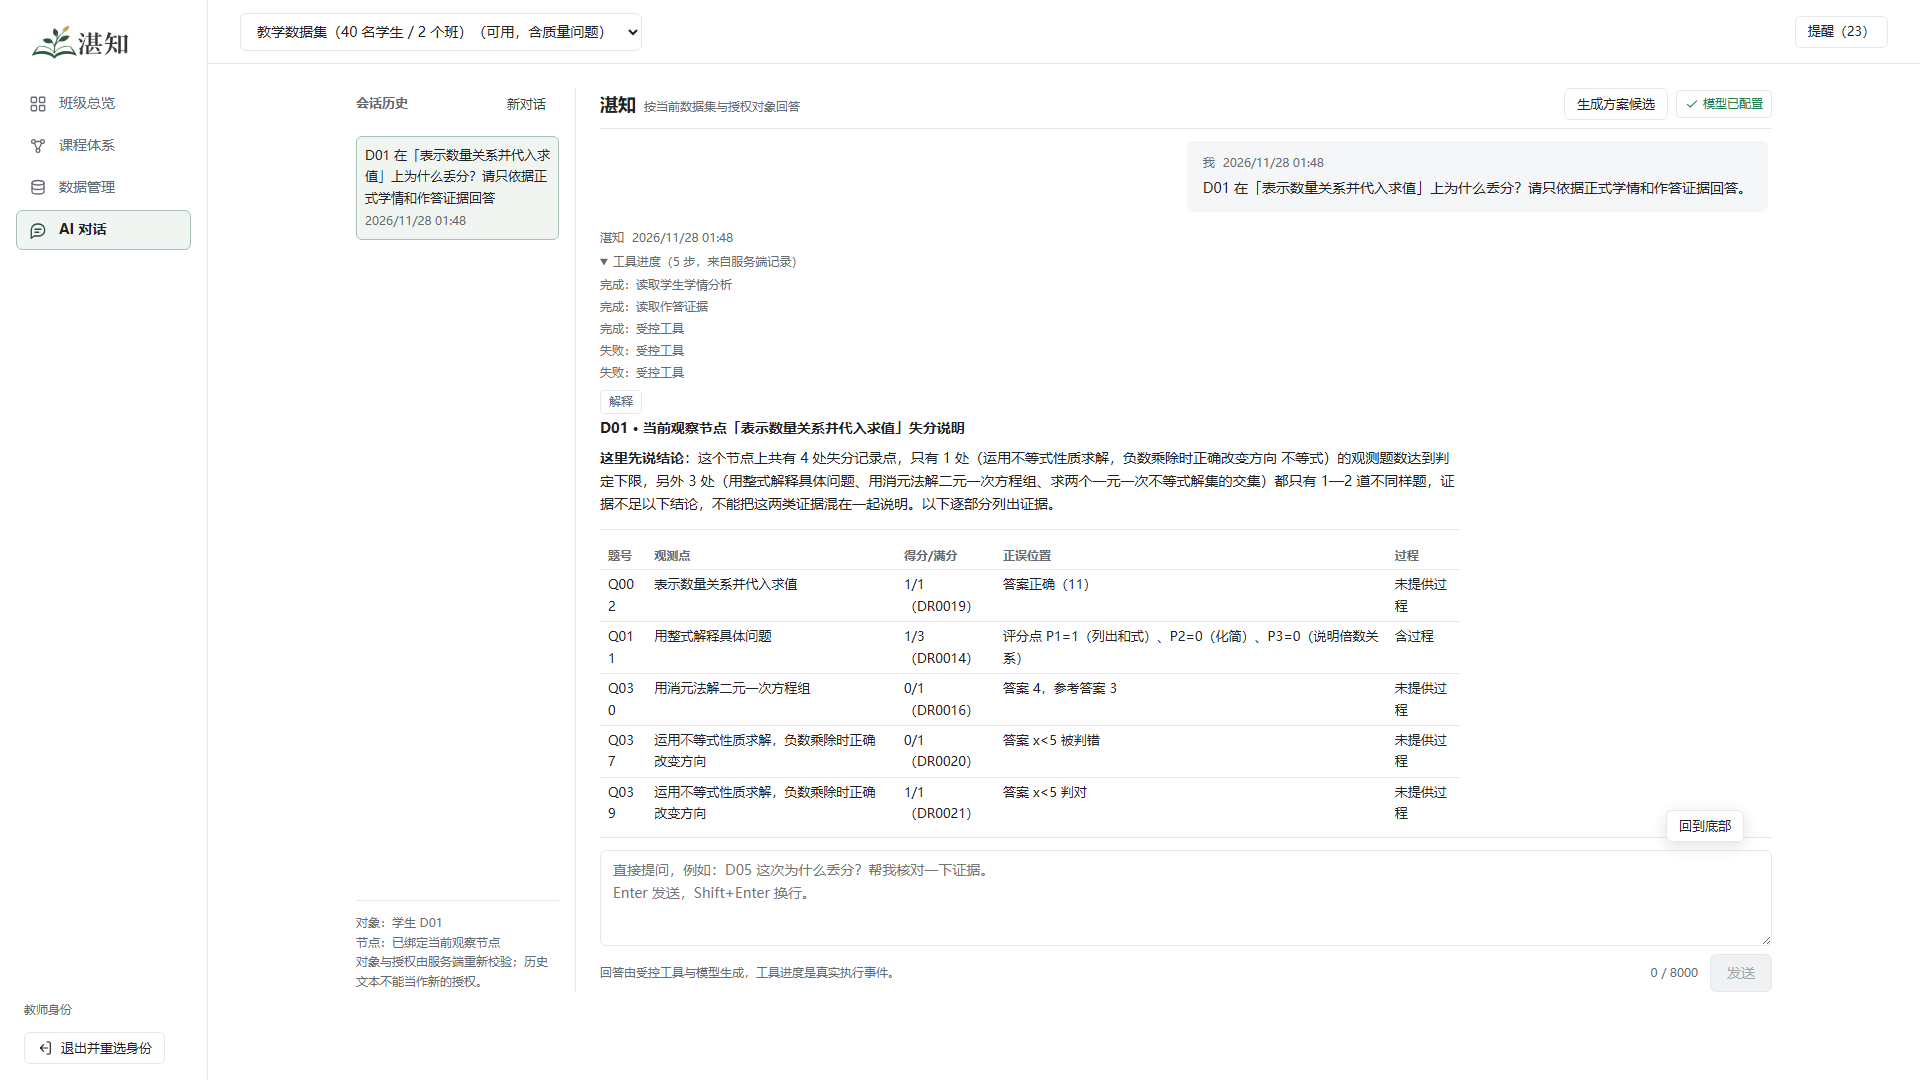 湛知
班级总览
课程体系
数据管理
AI 对话
教师身份
退出并重选身份
教学数据集（40 名学生 / 2 个班）（可用，含质量问题）
提醒（23）
会话历史
新对话
D01 在「表示数量关系并代入求
值」上为什么丢分？请只依据正
式学情和作答证据回答
2026/11/28 01:48
对象：学生 D01
节点：已绑定当前观察节点
对象与授权由服务端重新校验；历史
文本不能当作新的授权。
湛知 按当前数据集与授权对象回答
生成方案候选
模型已配置
我 2026/11/28 01:48
D01 在「表示数量关系并代入求值」上为什么丢分？请只依据正式学情和作答证据回答。
湛知 2026/11/28 01:48
▼ 工具进度（5 步，来自服务端记录）
完成：读取学生学情分析
完成：读取作答证据
完成：受控工具
失败：受控工具
失败：受控工具
解释
D01 • 当前观察节点「表示数量关系并代入求值」失分说明
这里先说结论：这个节点上共有 4 处失分记录点，只有 1 处（运用不等式性质求解，负数乘除时正确改变方向 不等式）的观测题数达到判
定下限，另外 3 处（用整式解释具体问题、用消元法解二元一次方程组、求两个一元一次不等式解集的交集）都只有 1—2 道不同样题，证
据不足以下结论，不能把这两类证据混在一起说明。以下逐部分列出证据。
题号 观测点 得分/满分 正误位置 过程
Q00
2
表示数量关系并代入求值
1/1
（DR0019）
答案正确（11）
未提供过
程
Q01
1
用整式解释具体问题
1/3
（DR0014）
评分点 P1=1（列出和式）、P2=0（化简）、P3=0（说明倍数关
系）
含过程
Q03
0
用消元法解二元一次方程组
0/1
（DR0016）
答案 4，参考答案 3
未提供过
程
Q03
7
运用不等式性质求解，负数乘除时正确
改变方向
0/1
（DR0020）
答案 x<5 被判错
未提供过
程
Q03
9
运用不等式性质求解，负数乘除时正确
改变方向
1/1
（DR0021）
答案 x<5 判对
未提供过
程
回到底部
直接提问，例如：D05 这次为什么丢分？帮我核对一下证据。
Enter 发送，Shift+Enter 换行。
回答由受控工具与模型生成，工具进度是真实执行事件。
0 / 8000
发送